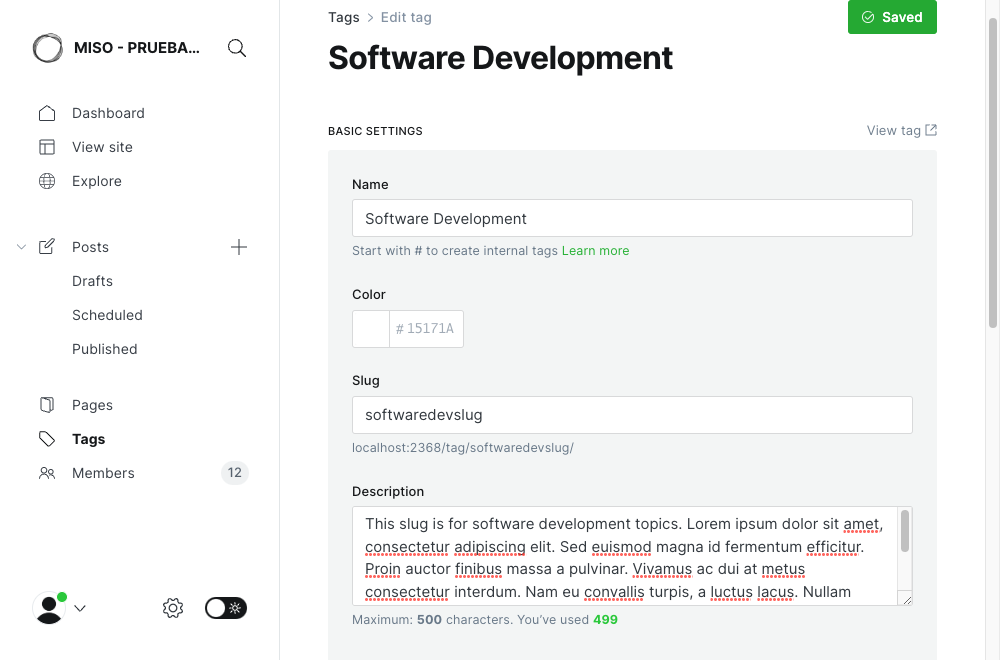 MISO - PRUEBA...
Dashboard
View site
Explore
Posts
Drafts
Scheduled
Published
Pages
Tags
Members 12
Tags > Edit tag
Saved
Software Development
BASIC SETTINGS
View tag
Name
Software Development
Start with # to create internal tags Learn more
Color
# 15171A
Slug
softwaredevslug
localhost:2368/tag/softwaredevslug/
Description
This slug is for software development topics. Lorem ipsum dolor sit amet,
consectetur adipiscing elit. Sed euismod magna id fermentum efficitur.
Proin auctor finibus massa a pulvinar. Vivamus ac dui at metus
consectetur interdum. Nam eu convallis turpis, a luctus lacus. Nullam
Maximum: 500 characters. You've used 499